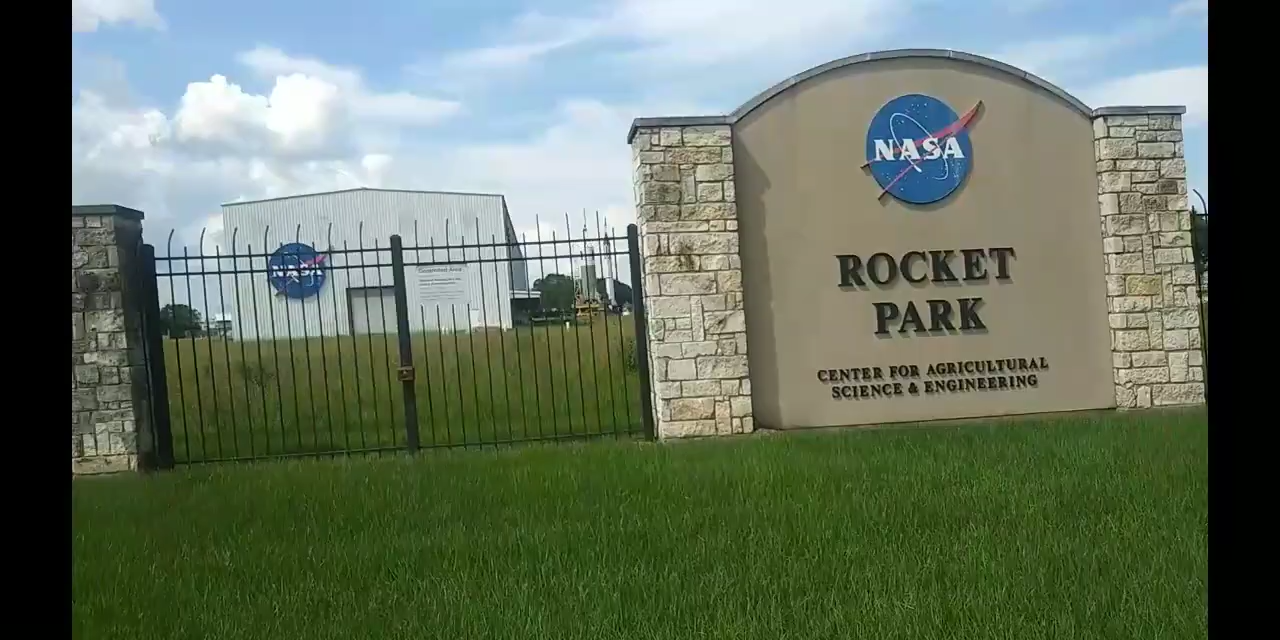 NASA
NASA
ROCKET
PARK
CENTER FOR AGRICULTURAL
SCIENCE & ENGINEERING